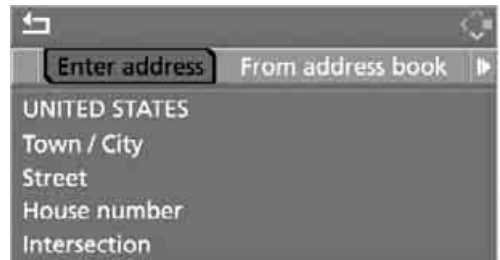 Enter address From address book
UNITED STATES
Town / City
Street
House number
Intersection